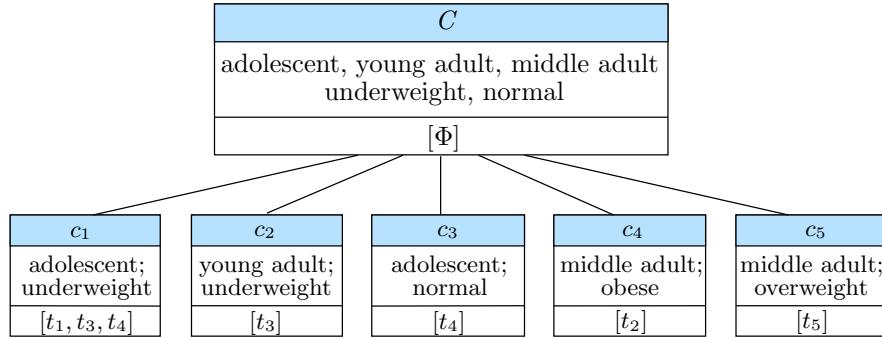 C
adolescent, young adult, middle adult
underweight, normal
[Φ]
c₁
adolescent;
underweight
[t₁, t₃, t₄]
c₂
young adult;
underweight
[t₃]
c₃
adolescent;
normal
[t₄]
c₄
middle adult;
obese
[t₂]
c₅
middle adult;
overweight
[t₅]